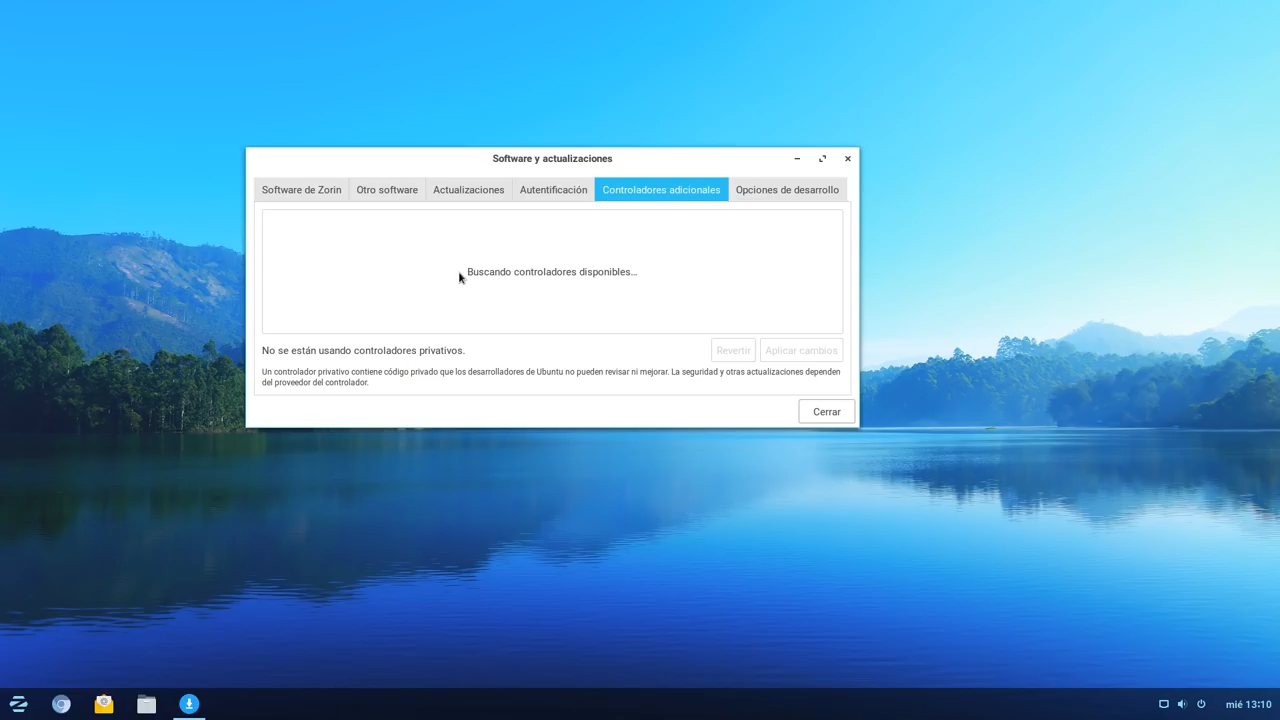 Software y actualizaciones
Software de Zorin
Otro software
Actualizaciones
Autentificación
Controladores adicionales
Opciones de desarrollo
Buscando controladores disponibles…
No se están usando controladores privativos.
Revertir
Aplicar cambios
Un controlador privativo contiene código privado que los desarrolladores de Ubuntu no pueden revisar ni mejorar. La seguridad y otras actualizaciones dependen
del proveedor del controlador.
Cerrar
mié 13:10